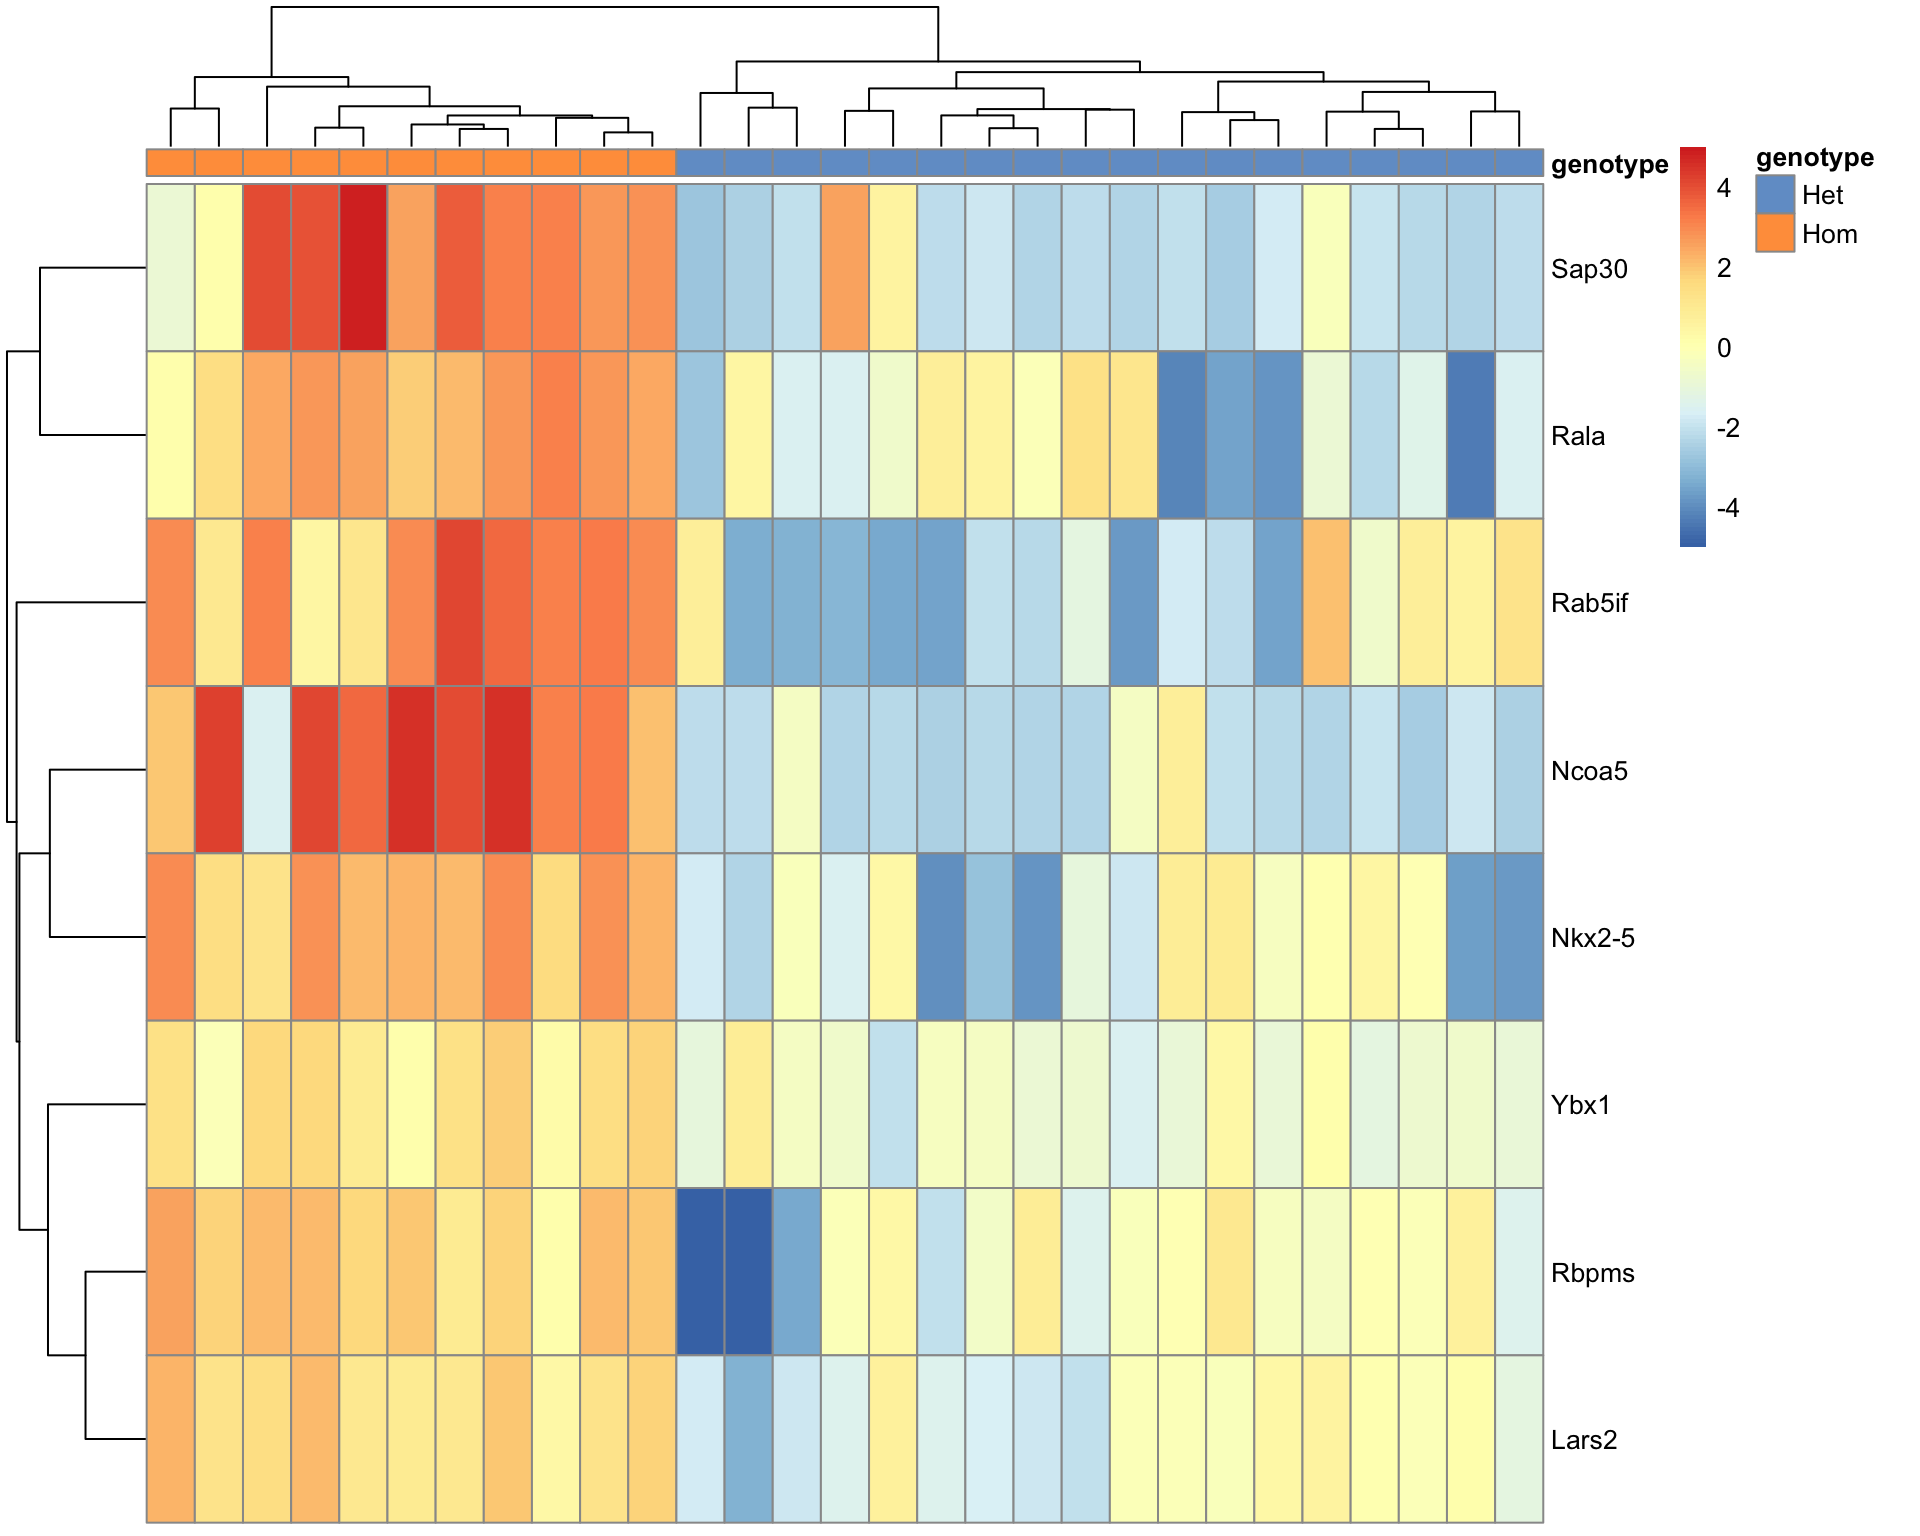 genotype
genotype
Het
Hom
4
2
0
-2
-4
Sap30
Rala
Rab5if
Ncoa5
Nkx2-5
Ybx1
Rbpms
Lars2